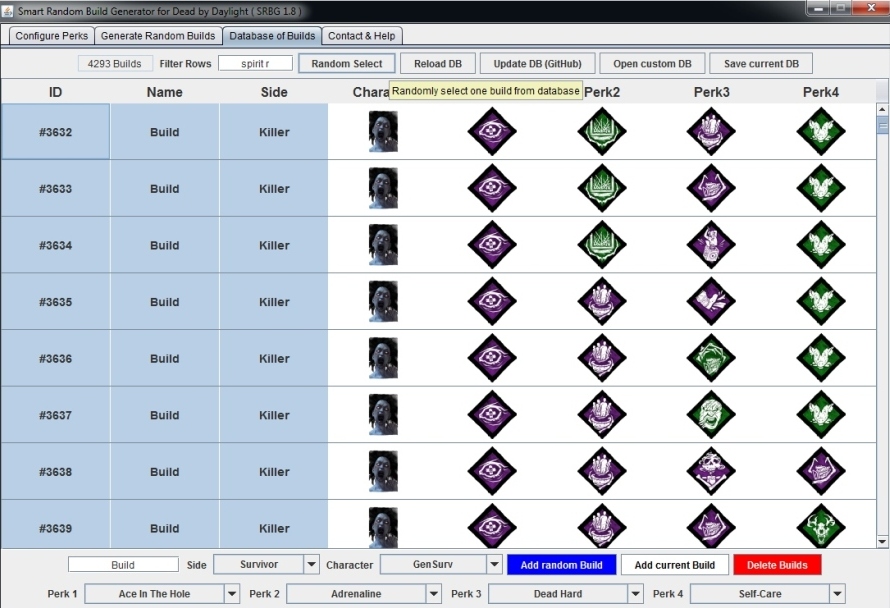 Smart Random Build Generator for Dead by Daylight ( SRBG 1.8 )
Configure Perks Generate Random Builds Database of Builds Contact & Help
4293 Builds Filter Rows spirit r Random Select Reload DB Update DB (GitHub) Open custom DB Save current DB
Randomly select one build from database
ID Name Side Chara Perk2 Perk3 Perk4
#3632 Build Killer
#3633 Build Killer
#3634 Build Killer
#3635 Build Killer
#3636 Build Killer
#3637 Build Killer
#3638 Build Killer
#3639 Build Killer
Build Side Survivor Character GenSurv Add random Build Add current Build Delete Builds
Perk 1 Ace In The Hole Perk 2 Adrenaline Perk 3 Dead Hard Perk 4 Self-Care